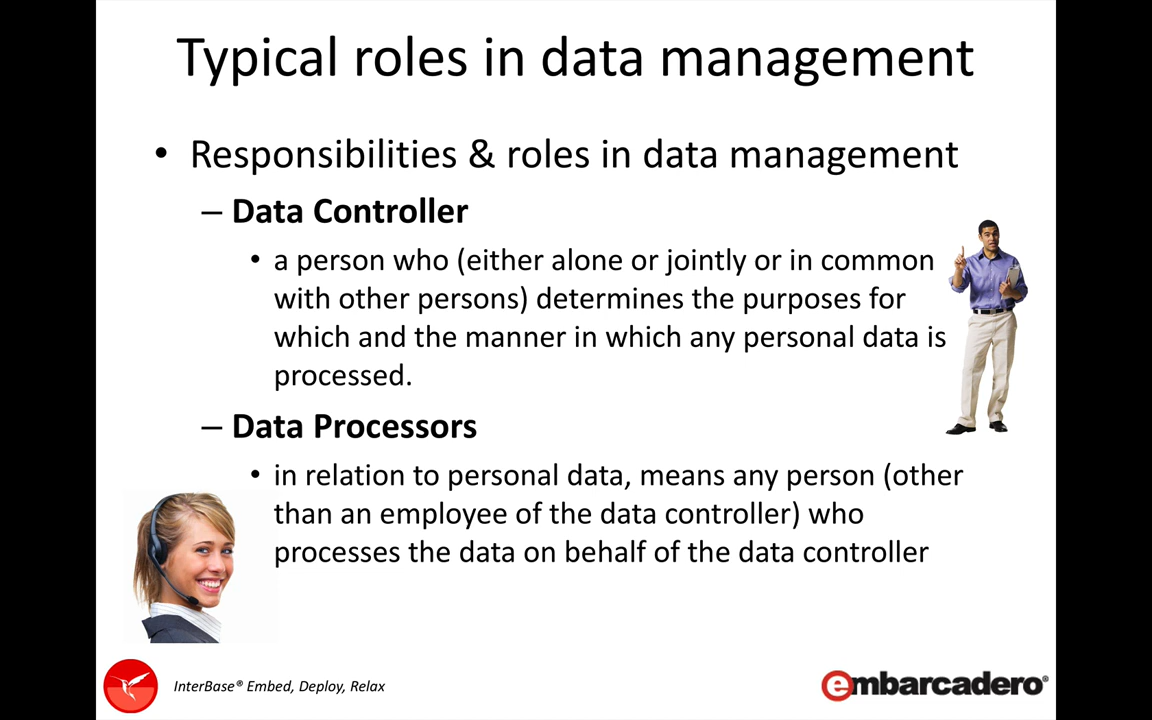 Typical roles in data management
• Responsibilities & roles in data management
– Data Controller
• a person who (either alone or jointly or in common
with other persons) determines the purposes for
which and the manner in which any personal data is
processed.
– Data Processors
• in relation to personal data, means any person (other
than an employee of the data controller) who
processes the data on behalf of the data controller
InterBase® Embed, Deploy, Relax
embarcadero®